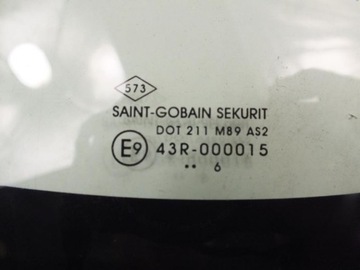 573
SAINT-GOBAIN SEKURIT
DOT 211 M89 AS2
E9 43R-000015
•• 6